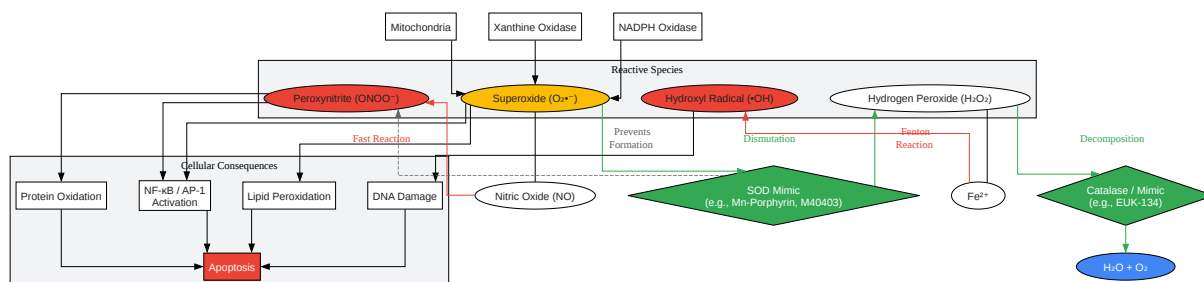 Mitochondria
Xanthine Oxidase
NADPH Oxidase
Reactive Species
Peroxynitrite (ONOO⁻)
Superoxide (O₂•⁻)
Hydroxyl Radical (•OH)
Hydrogen Peroxide (H₂O₂)
Fast Reaction
Prevents
Formation
Dismutation
Fenton
Reaction
Decomposition
Cellular Consequences
Protein Oxidation
NF-κB / AP-1
Activation
Lipid Peroxidation
DNA Damage
Nitric Oxide (NO)
SOD Mimic
(e.g., Mn-Porphyrin, M40403)
Fe²⁺
Catalase / Mimic
(e.g., EUK-134)
Apoptosis
H₂O + O₂